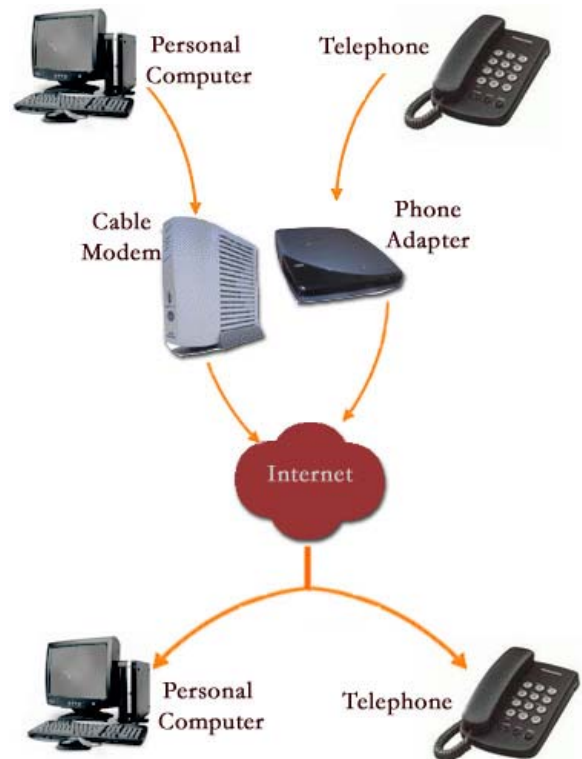 Personal
Computer
Telephone
Cable
Modem
Phone
Adapter
Internet
Personal
Computer
Telephone